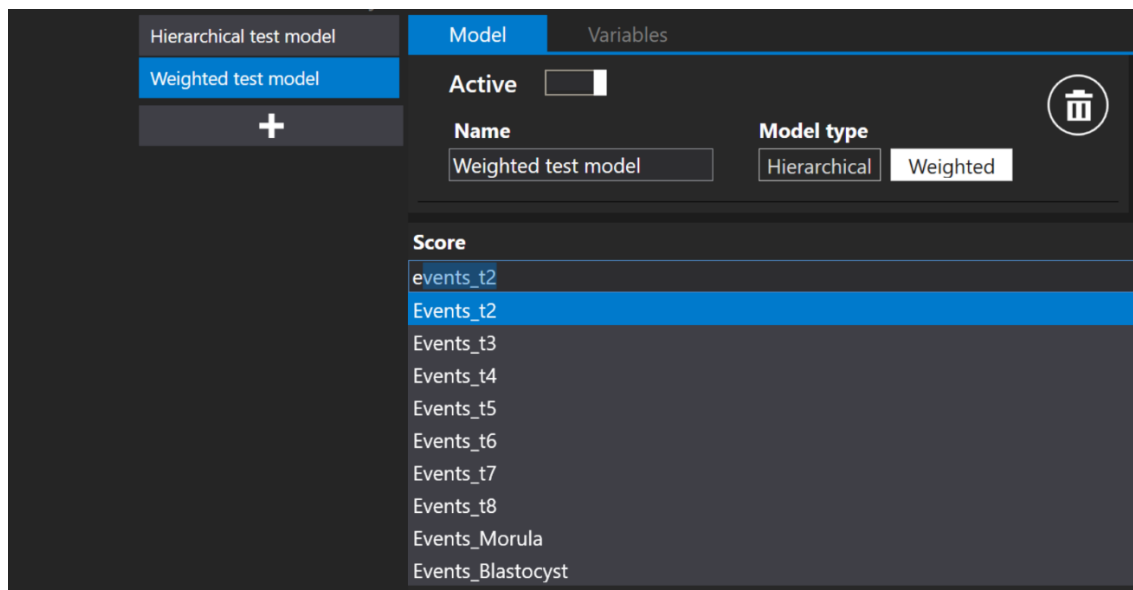 Hierarchical test model
Weighted test model
Model Variables
Active
Name Model type
Weighted test model Hierarchical Weighted
Score
events_t2
Events_t2
Events_t3
Events_t4
Events_t5
Events_t6
Events_t7
Events_t8
Events_Morula
Events_Blastocyst